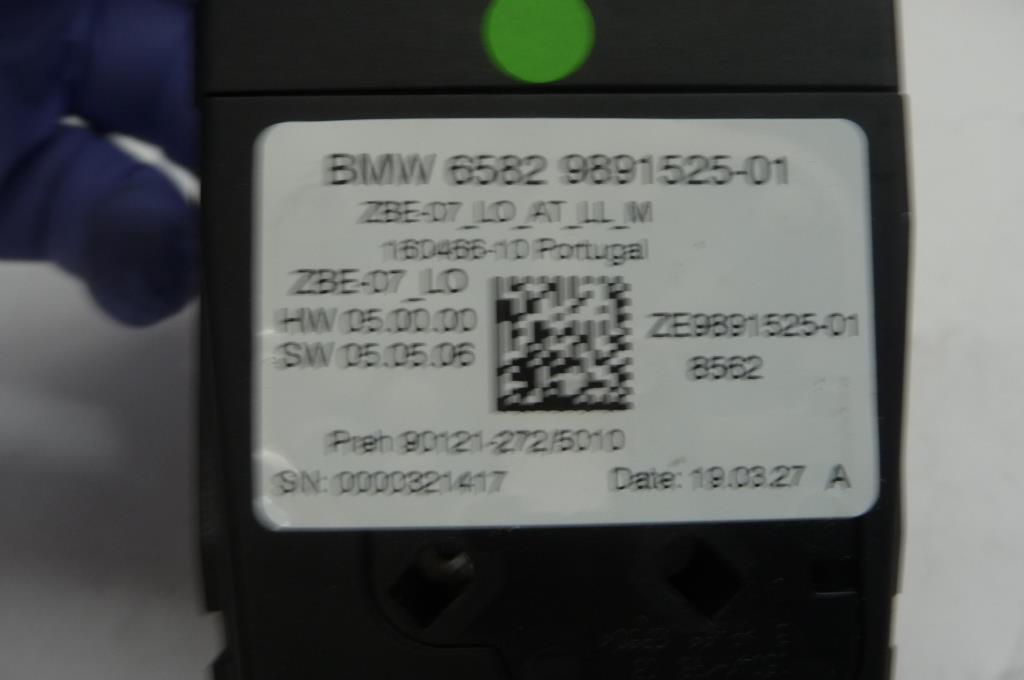 BMW 6582 9891525-01
ZBE-07_LO_AT_LL_M
160466-10 Portugal
ZBE-07_LO
HW 05.00.00
SW 05.05.06
ZE9891525-01
8562
Preh 90121-272/5010
SN: 0000321417
Date: 19.03.27 A